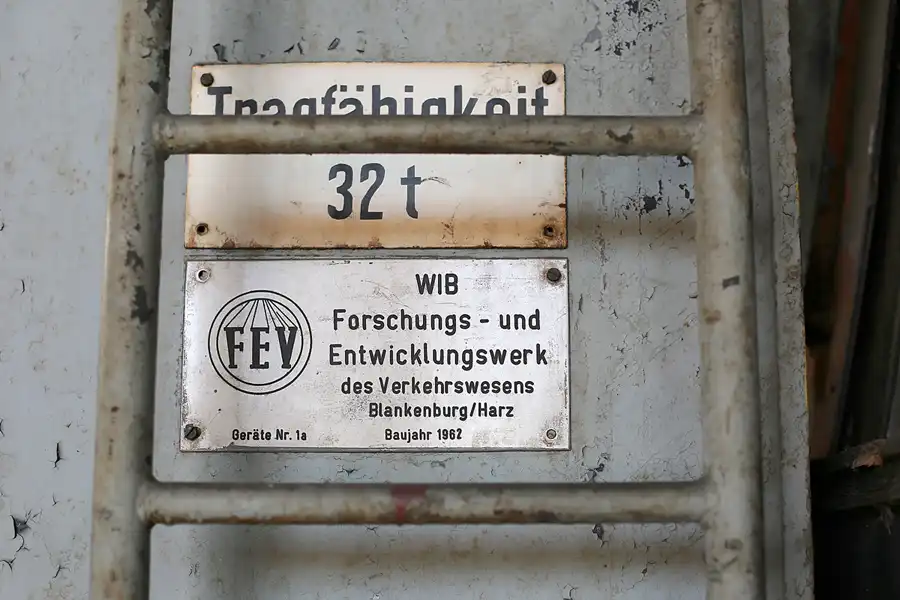 Tragfähigkeit
32 t
WIB
Forschungs - und
Entwicklungswerk
des Verkehrswesens
Blankenburg/Harz
FEV
Geräte Nr. 1a
Baujahr 1962